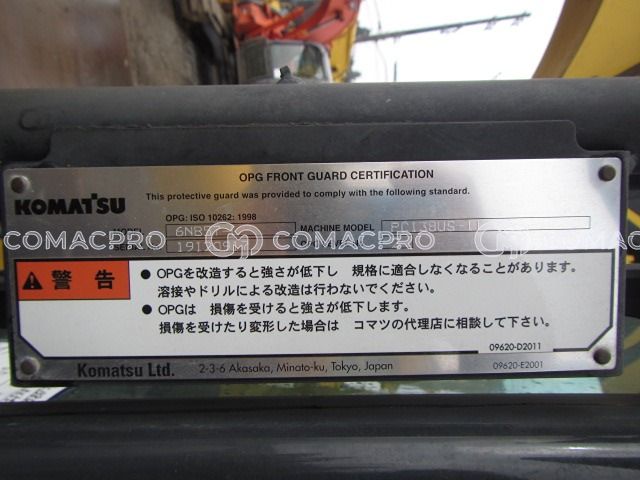 OPG FRONT GUARD CERTIFICATION
KOMATSU
This protective guard was provided to comply with the following standard.
OPG: ISO 10262: 1998
MODEL
MACHINE MODEL PC138US-
COMACPRO COMACPRO COMACPRO
警告
● OPGを改造すると強さが低下し 規格に適合しなくなることがあります。
溶接やドリルによる改造は行わないでください。
● OPGは 損傷を受けると強さが低下します。
損傷を受けたり変形した場合は コマツの代理店に相談して下さい。
09620-D2011
Komatsu Ltd. 2-3-6 Akasaka, Minato-ku, Tokyo, Japan
09620-E2001